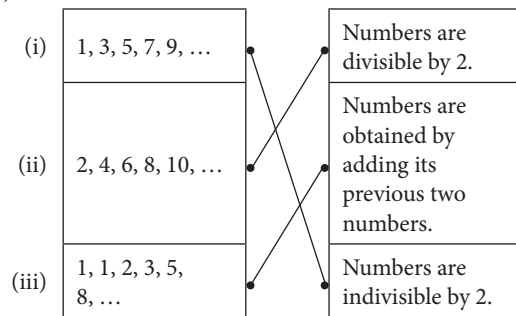 (i)
1, 3, 5, 7, 9, …
Numbers are
divisible by 2.
(ii)
2, 4, 6, 8, 10, …
Numbers are
obtained by
adding its
previous two
numbers.
(iii)
1, 1, 2, 3, 5,
8, …
Numbers are
indivisible by 2.